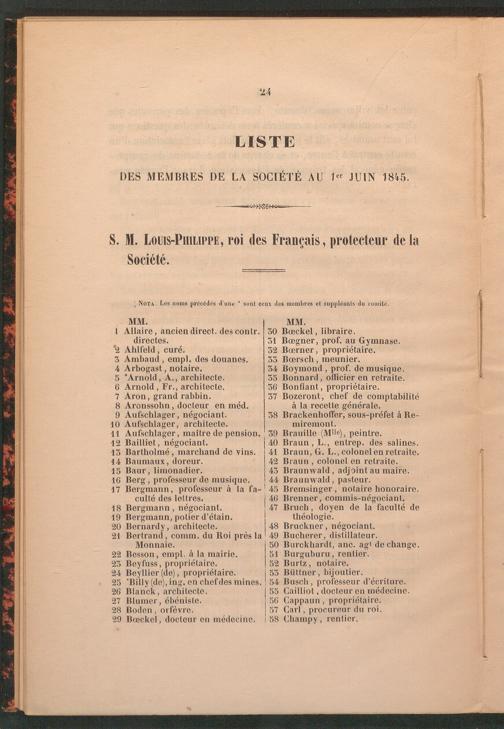 24
LISTE
DES MEMBRES DE LA SOCIÉTÉ AU 1er JUIN 1845.
S. M. LOUIS-PHILIPPE, roi des Français, protecteur de la
Société.
NOTA. Les noms précédés d'une * sont ceux des membres et suppléants du comité.
MM.
1 Allaire, ancien direct. des contr.
directes.
2 Ahlfeld, curé.
3 Ambaud, empl. des douanes.
4 Arbogast, notaire.
5 *Arnold, A., architecte.
6 Arnold, Fr., architecte.
7 Aron, grand rabbin.
8 Aronssohn, docteur en méd.
9 Aufschlager, négociant.
10 Aufschlager, architecte.
11 Aufschlager, maître de pension.
12 Bailliet, négociant.
13 Bartholmé, marchand de vins.
14 Baumaux, doreur.
15 Baur, limonadier.
16 Berg, professeur de musique.
17 Bergmann, professeur à la fa-
culté des lettres.
18 Bergmann, négociant.
19 Bergmann, potier d'étain.
20 Bernardy, architecte.
21 Bertrand, comm. du Roi près la
Monnaie.
22 Besson, empl. à la mairie.
23 Beyfuss, propriétaire.
24 Beyllier (de), propriétaire.
25 *Billy (de), ing. en chef des mines.
26 Blanck, architecte.
27 Blumer, ébéniste.
28 Boden, orfèvre.
29 Bœckel, docteur en médecine.
MM.
30 Bœckel, libraire.
31 Bœgner, prof. au Gymnase.
32 Bœrner, propriétaire.
33 Bœrsch, meunier.
34 Boymond, prof. de musique.
35 Bonnard, officier en retraite.
36 Bonfiant, propriétaire.
37 Bozeront, chef de comptabilité
à la recette générale.
38 Brackenhoffer, sous-préfet à Re-
miremont.
39 Brauille (Mlle), peintre.
40 Braun, L., entrep. des salines.
41 Braun, G. L., colonel en retraite.
42 Braun, colonel en retraite.
43 Braunwald, adjoint au maire.
44 Braunwald, pasteur.
45 Bremsinger, notaire honoraire.
46 Brenner, commis-négociant.
47 Bruch, doyen de la faculté de
théologie.
48 Bruckner, négociant.
49 Bucherer, distillateur.
50 Burckhardt, anc. agt de change.
51 Burguburu, rentier.
52 Burtz, notaire.
53 Büttner, bijoutier.
54 Busch, professeur d'écriture.
55 Cailliot, docteur en médecine.
56 Cappaun, propriétaire.
57 Carl, procureur du roi.
58 Champy, rentier.